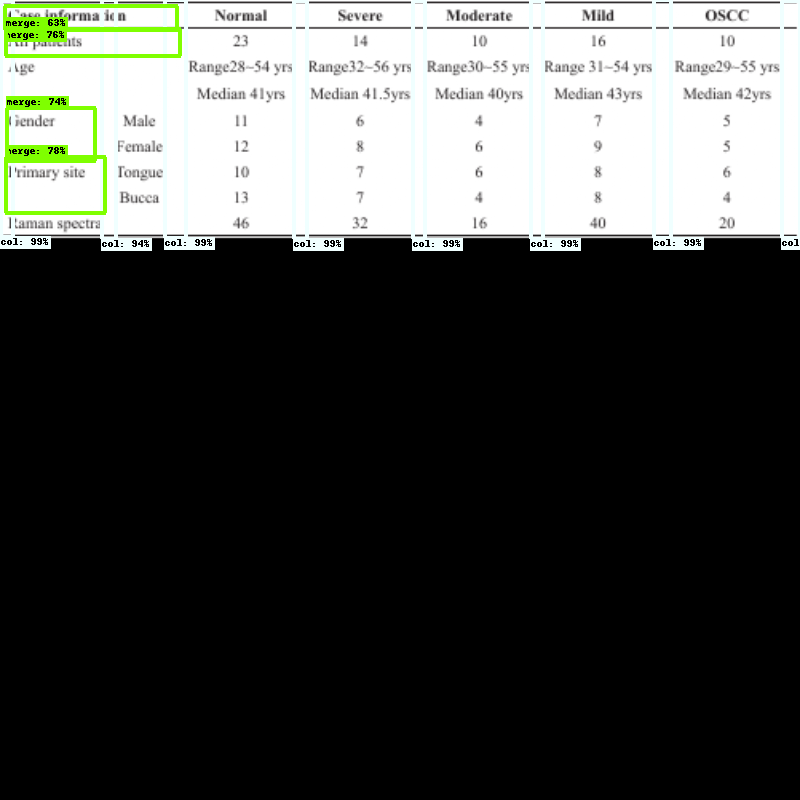 Case information Normal Severe Moderate Mild OSCC
merge: 63%
merge: 76%
All patients 23 14 10 16 10
Age Range28~54 yrs Range32~56 yrs Range30~55 yrs Range 31~54 yrs Range29~55 yrs
Median 41yrs Median 41.5yrs Median 40yrs Median 43yrs Median 42yrs
merge: 74%
Gender Male 11 6 4 7 5
Female 12 8 6 9 5
merge: 78%
Primary site Tongue 10 7 6 8 6
Bucca 13 7 4 8 4
Raman spectra 46 32 16 40 20
col: 99% col: 94% col: 99% col: 99% col: 99% col: 99% col: 99% col